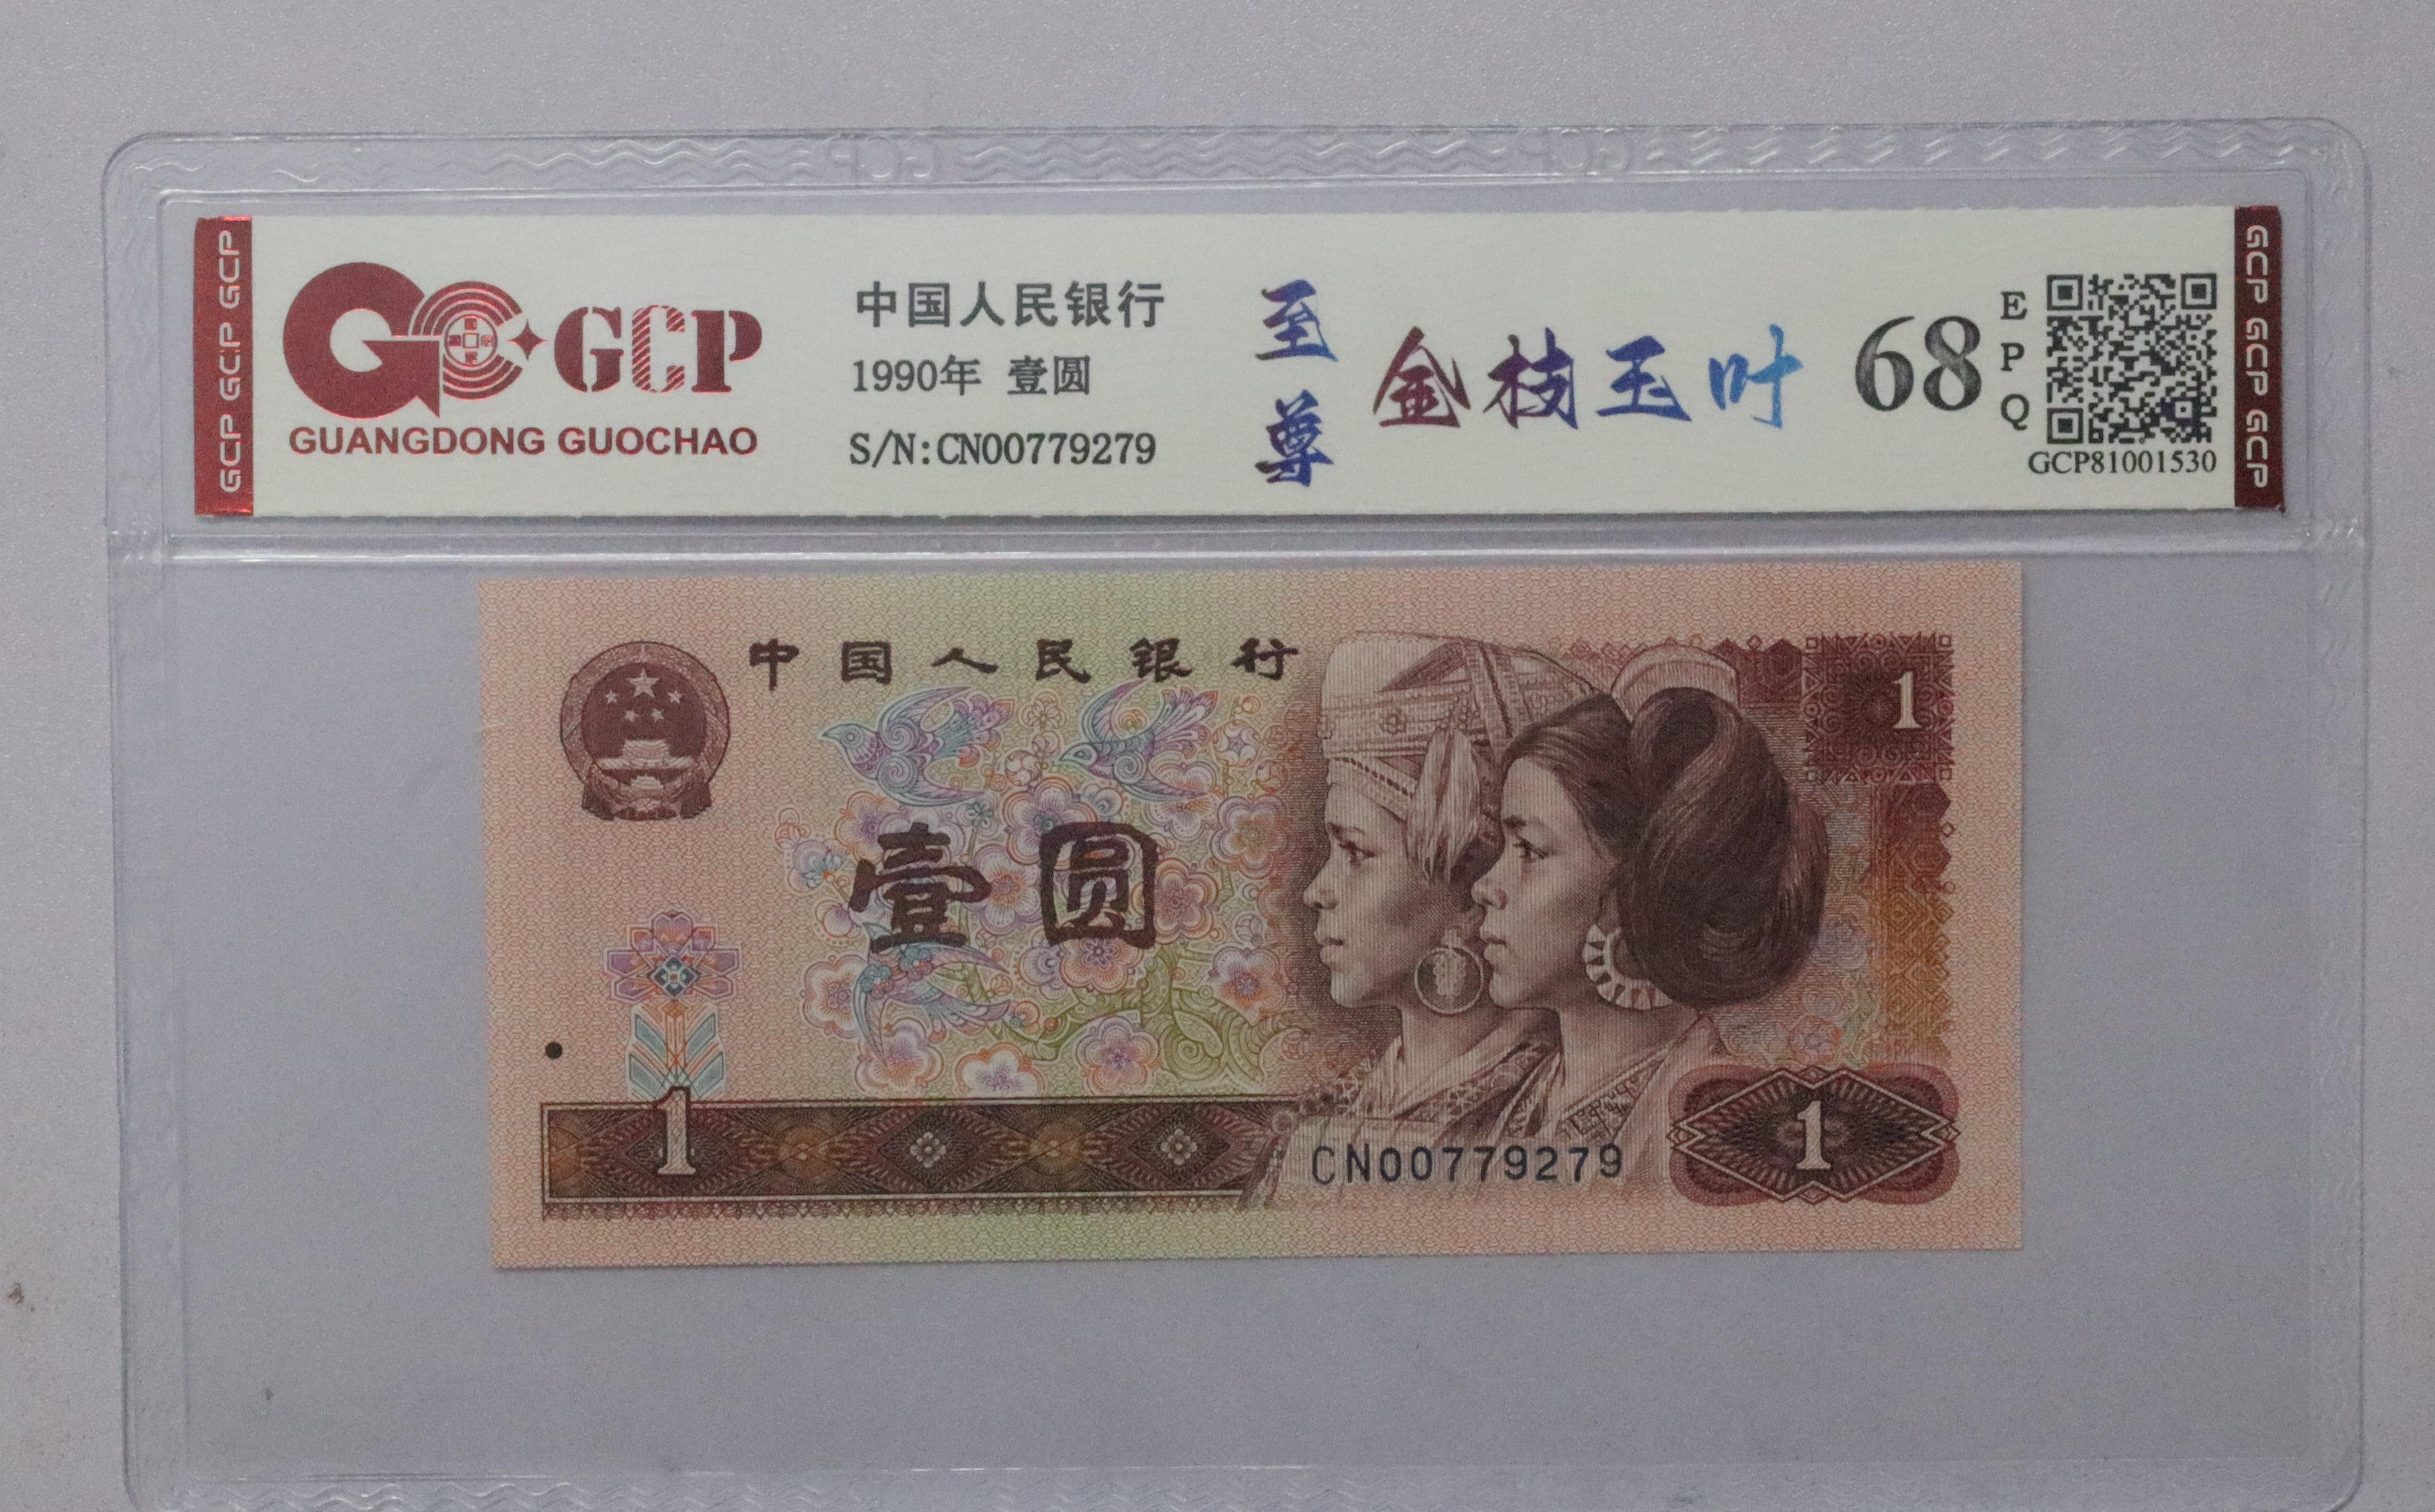 GCP GCP GCP
GCP
GUANGDONG GUOCHAO
中国人民银行
1990年 壹圆
S/N:CN00779279
至尊
金枝玉叶
68
EPQ
GCP81001530
GCP GCP GCP
中国人民银行
1
壹圆
1
CN00779279
1